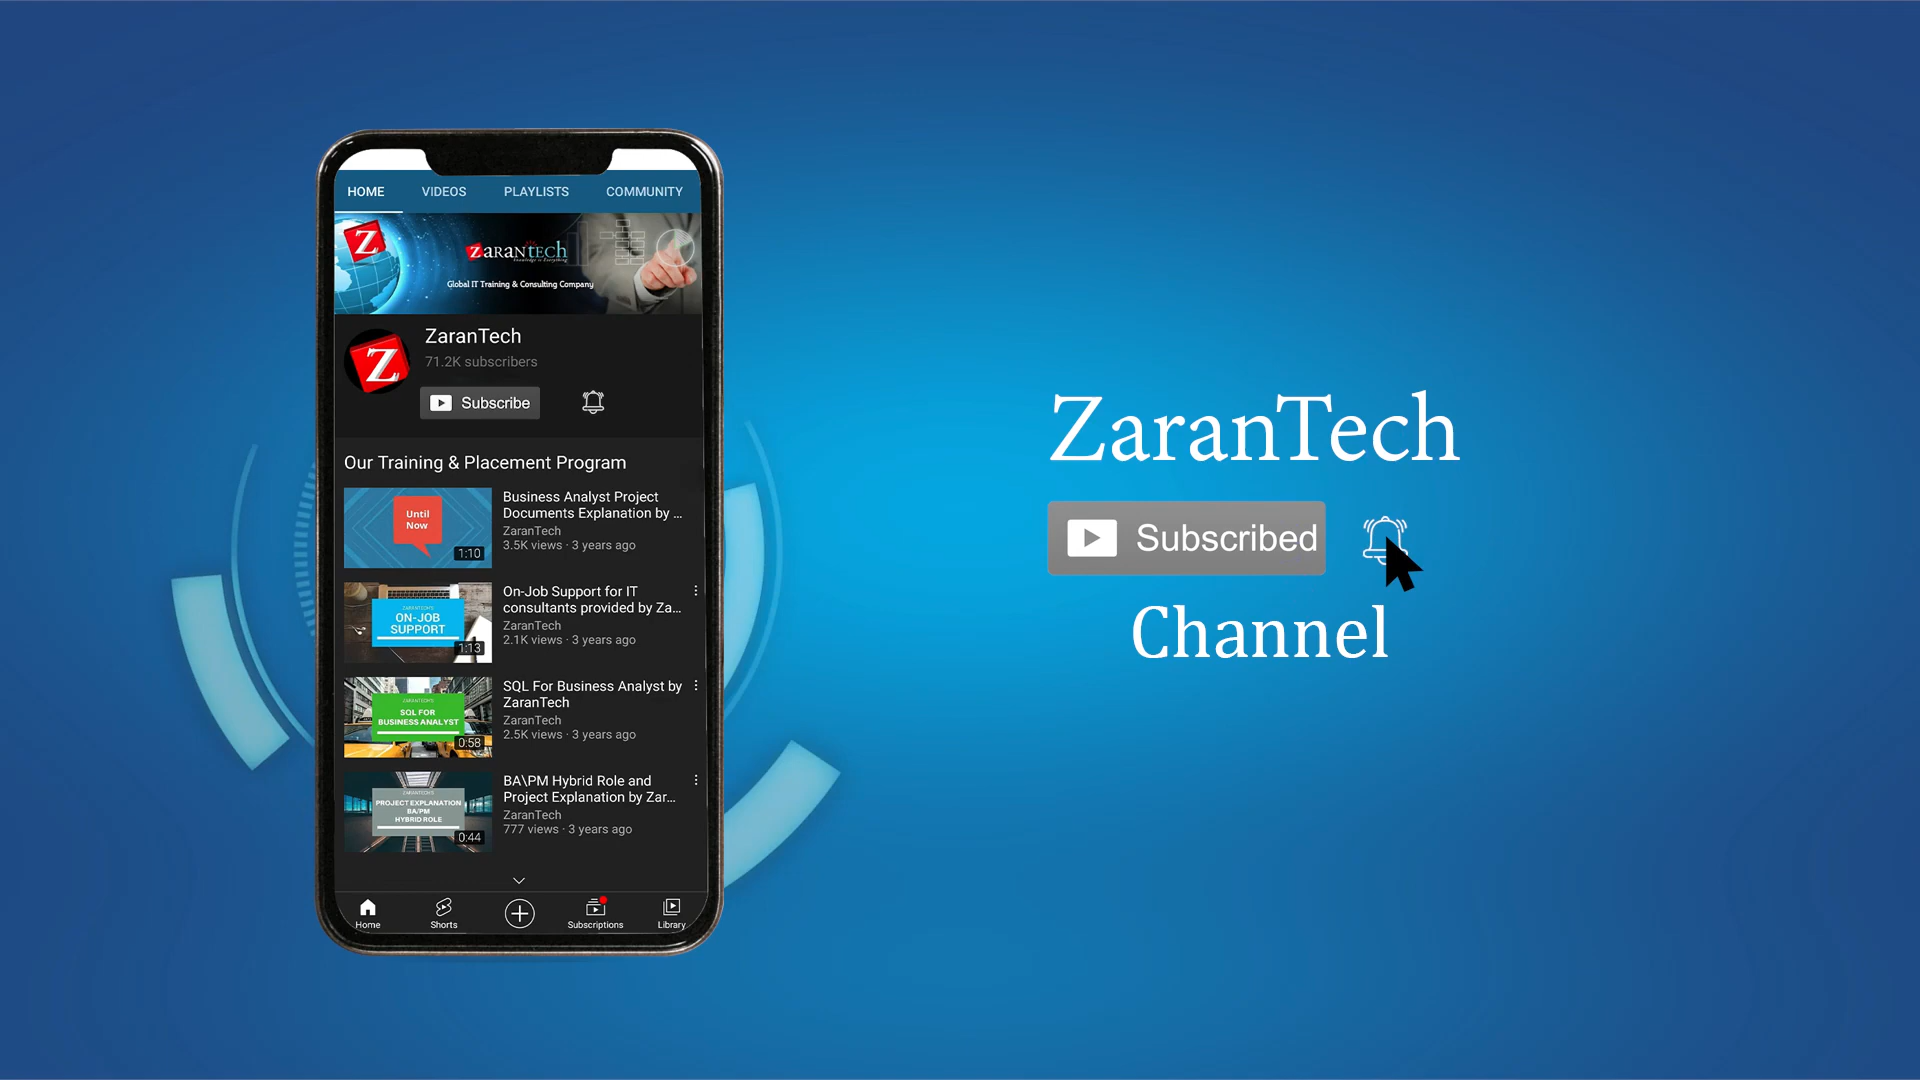 HOME VIDEOS PLAYLISTS COMMUNITY
Z
ZARANTECH
Global IT Training & Consulting Company
Z
ZaranTech
71.2K subscribers
Subscribe
Our Training & Placement Program
Until
Now
1:10
Business Analyst Project
Documents Explanation by ...
ZaranTech
3.5K views · 3 years ago
ZARANTECH'S
ON-JOB
SUPPORT
1:13
On-Job Support for IT
consultants provided by Za...
ZaranTech
2.1K views · 3 years ago
ZARANTECH'S
SQL FOR
BUSINESS ANALYST
0:58
SQL For Business Analyst by
ZaranTech
ZaranTech
2.5K views · 3 years ago
ZARANTECH'S
PROJECT EXPLANATION
BA/PM
HYBRID ROLE
0:44
BA\PM Hybrid Role and
Project Explanation by Zar...
ZaranTech
777 views · 3 years ago
Home Shorts Subscriptions Library
ZaranTech
Subscribed
Channel